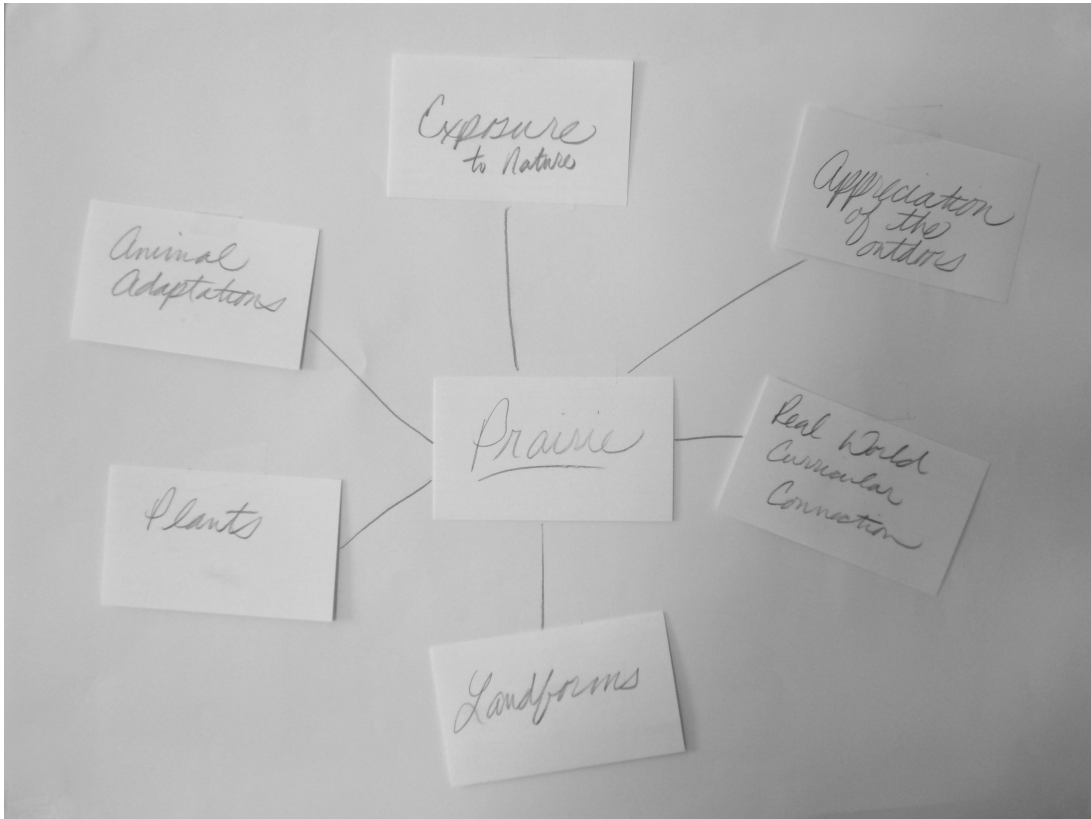 Exposure
to Nature
Appreciation
of the
outdoors
Animal
Adaptations
Prairie
Real World
Curricular
Connection
Plants
Landforms